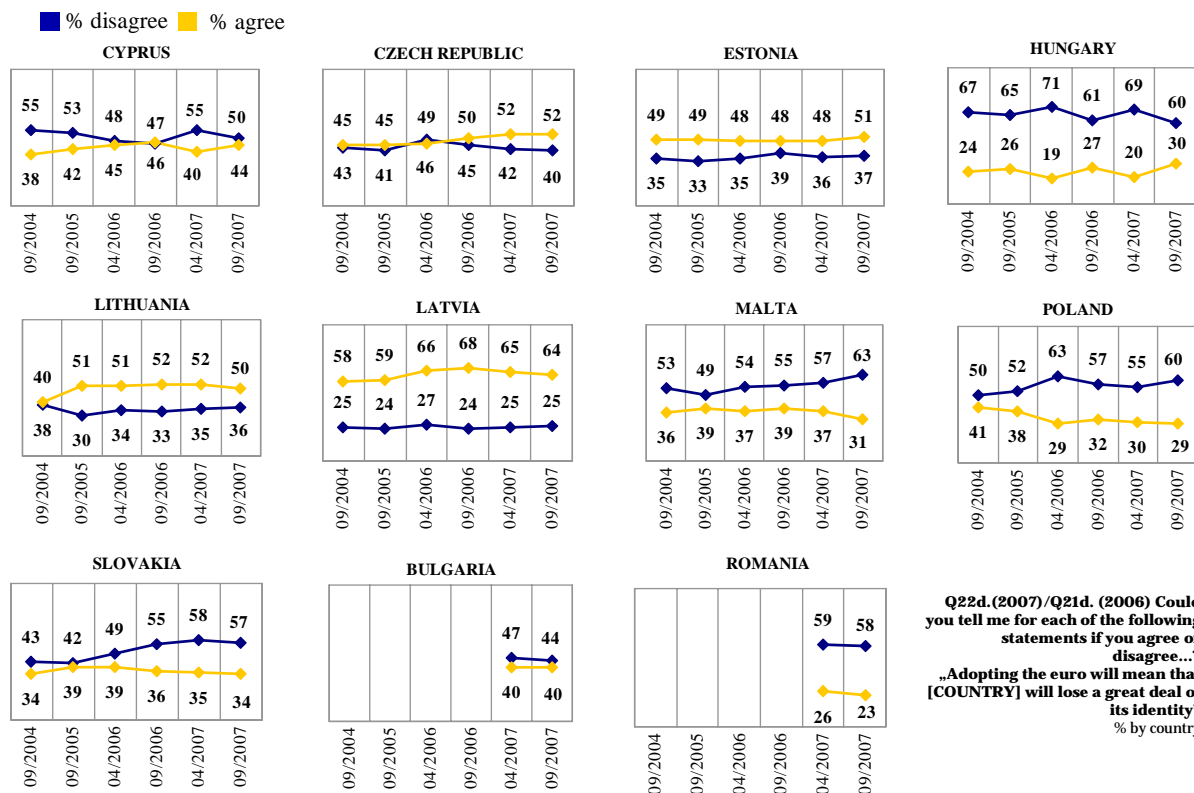 % disagree % agree
CYPRUS
55 53 48 47 55 50
38 42 45 46 40 44
09/2004 09/2005 04/2006 09/2006 04/2007 09/2007
CZECH REPUBLIC
45 45 49 50 52 52
43 41 46 45 42 40
09/2004 09/2005 04/2006 09/2006 04/2007 09/2007
ESTONIA
49 49 48 48 48 51
35 33 35 39 36 37
09/2004 09/2005 04/2006 09/2006 04/2007 09/2007
HUNGARY
67 65 71 61 69 60
24 26 19 27 20 30
09/2004 09/2005 04/2006 09/2006 04/2007 09/2007
LITHUANIA
40 51 51 52 52 50
38 30 34 33 35 36
09/2004 09/2005 04/2006 09/2006 04/2007 09/2007
LATVIA
58 59 66 68 65 64
25 24 27 24 25 25
09/2004 09/2005 04/2006 09/2006 04/2007 09/2007
MALTA
53 49 54 55 57 63
36 39 37 39 37 31
09/2004 09/2005 04/2006 09/2006 04/2007 09/2007
POLAND
50 52 63 57 55 60
41 38 29 32 30 29
09/2004 09/2005 04/2006 09/2006 04/2007 09/2007
SLOVAKIA
43 42 49 55 58 57
34 39 39 36 35 34
09/2004 09/2005 04/2006 09/2006 04/2007 09/2007
BULGARIA
47 44
40 40
09/2004 09/2005 04/2006 09/2006 04/2007 09/2007
ROMANIA
59 58
26 23
09/2004 09/2005 04/2006 09/2006 04/2007 09/2007
Q22d.(2007)/Q21d. (2006) Could
you tell me for each of the following
statements if you agree or
disagree...?
„Adopting the euro will mean that
[COUNTRY] will lose a great deal of
its identity”
% by country